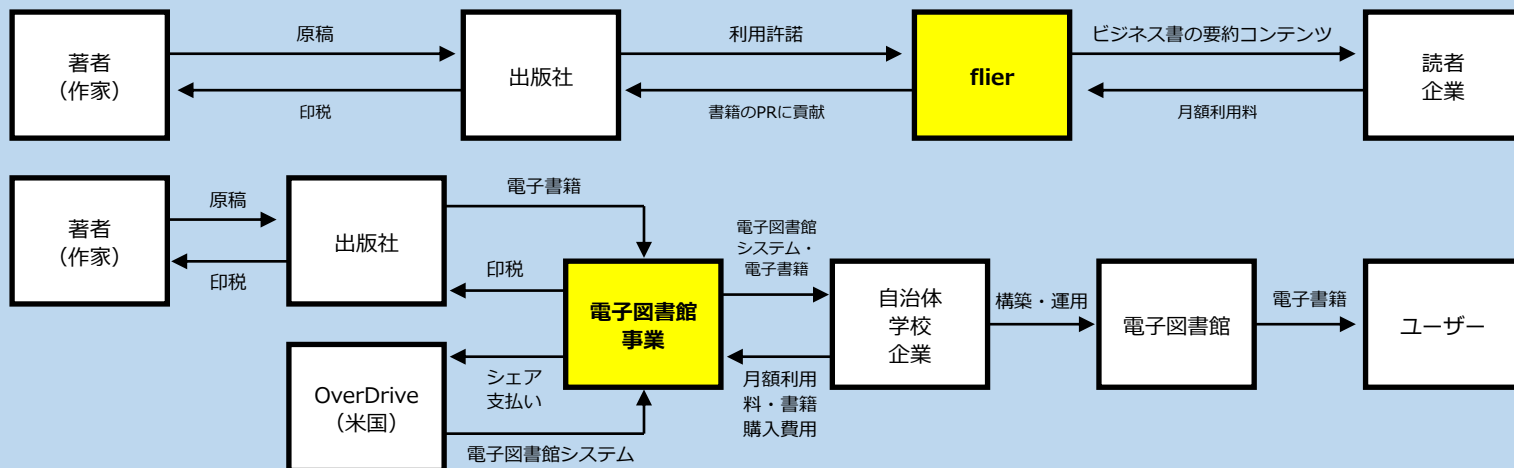 原稿
利用許諾
ビジネス書の要約コンテンツ
著者
（作家）
出版社
flier
読者
企業
印税
書籍のPRに貢献
月額利用料
著者
（作家）
原稿
印税
出版社
電子書籍
印税
電子図書館
事業
電子図書館
システム・
電子書籍
自治体
学校
企業
構築・運用
電子図書館
電子書籍
ユーザー
OverDrive
（米国）
シェア
支払い
電子図書館システム
月額利用
料・書籍
購入費用